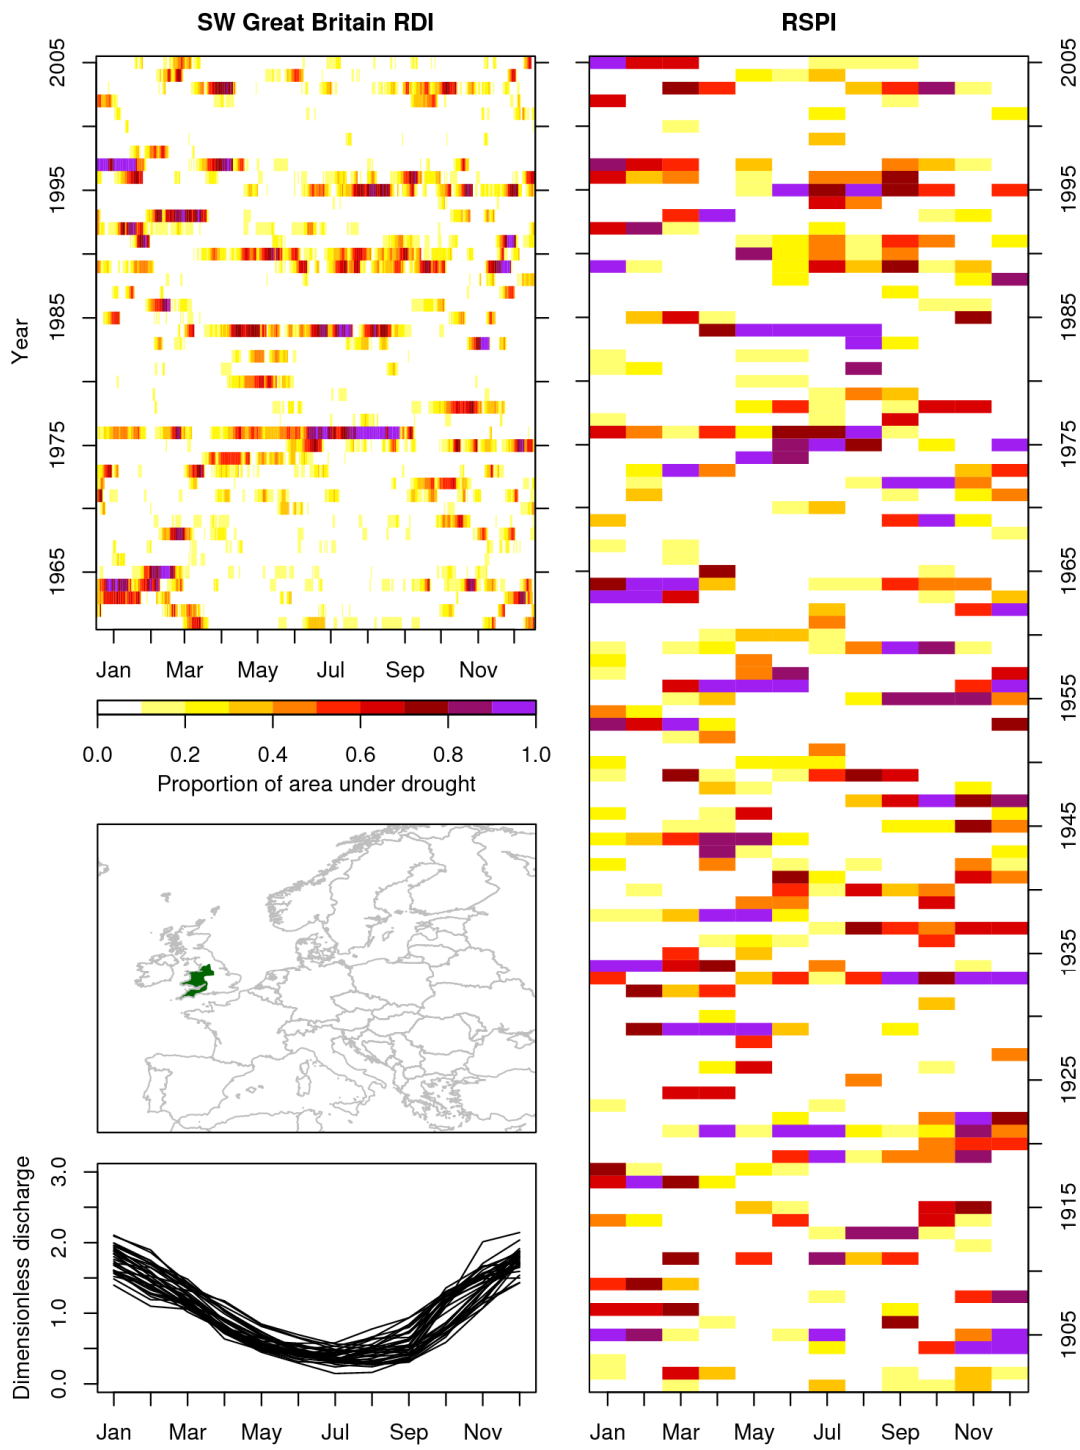 SW Great Britain RDI
RSPI
Year
2005
1995
1985
1975
1965
Jan Mar May Jul Sep Nov
0.0 0.2 0.4 0.6 0.8 1.0
Proportion of area under drought
Dimensionless discharge
3.0
2.0
1.0
0.0
Jan Mar May Jul Sep Nov
2005
1995
1985
1975
1965
1955
1945
1935
1925
1915
1905
Jan Mar May Jul Sep Nov